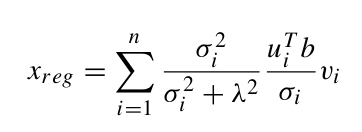 x_{reg} = \sum_{i=1}^{n} \frac{\sigma_i^2}{\sigma_i^2 + \lambda^2} \frac{u_i^T b}{\sigma_i} v_i